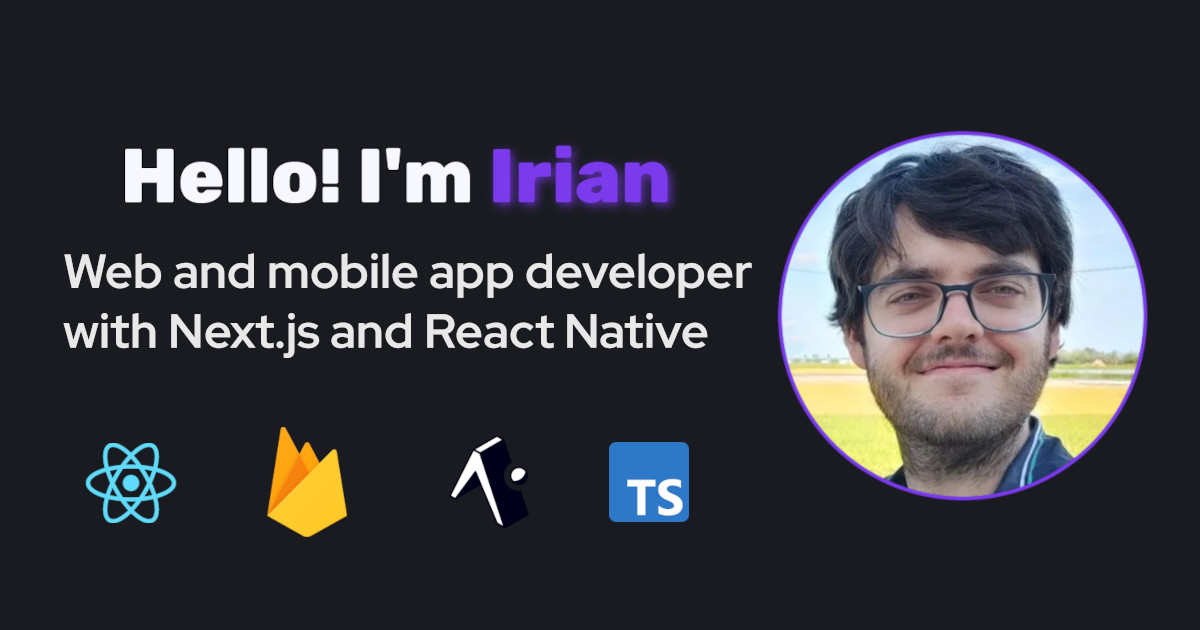 Hello! I'm Irian
Web and mobile app developer
with Next.js and React Native
TS